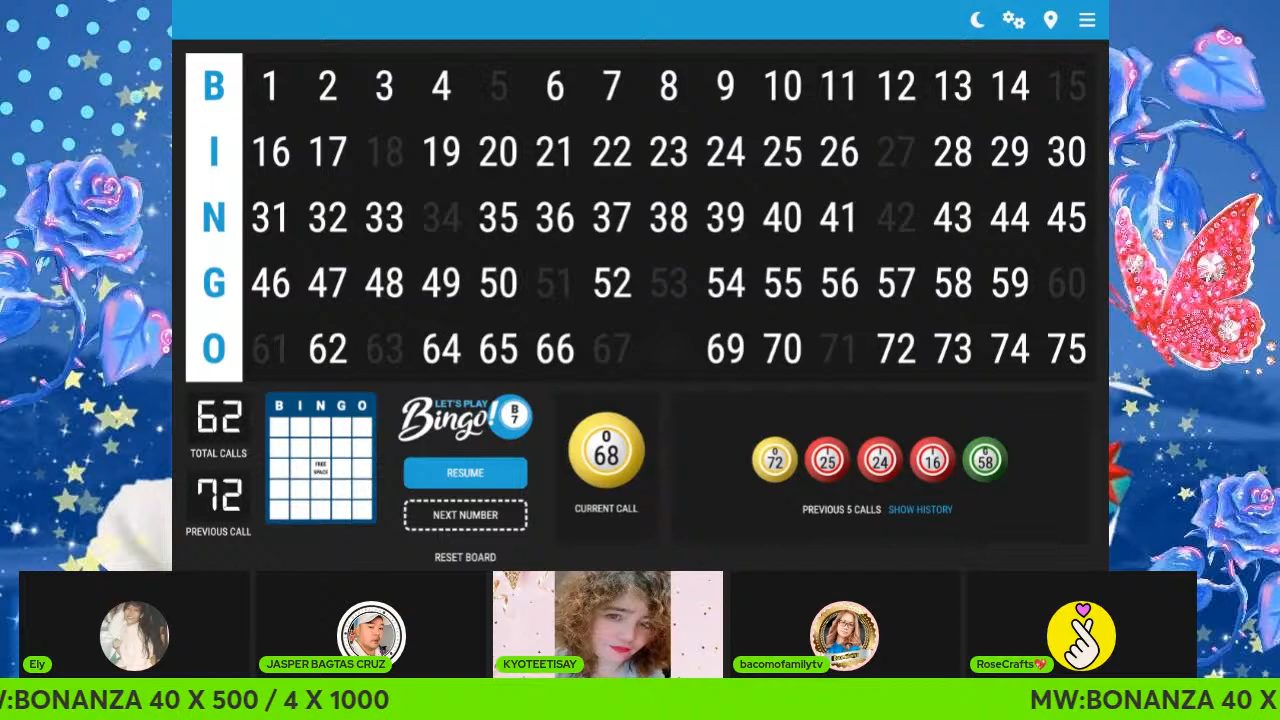 B 1 2 3 4 5 6 7 8 9 10 11 12 13 14 15
I 16 17 18 19 20 21 22 23 24 25 26 27 28 29 30
N 31 32 33 34 35 36 37 38 39 40 41 42 43 44 45
G 46 47 48 49 50 51 52 53 54 55 56 57 58 59 60
O 61 62 63 64 65 66 67 69 70 71 72 73 74 75
62
TOTAL CALLS
72
PREVIOUS CALL
B I N G O
FREE
SPACE
LET'S PLAY
Bingo!
B
7
RESUME
NEXT NUMBER
RESET BOARD
O
68
CURRENT CALL
O
72
I
25
I
24
I
16
G
58
PREVIOUS 5 CALLS SHOW HISTORY
Ely
JASPER BAGTAS CRUZ
KYOTEETISAY
bacomofamilytv
RoseCrafts💖
W:BONANZA 40 X 500 / 4 X 1000
MW:BONANZA 40 X